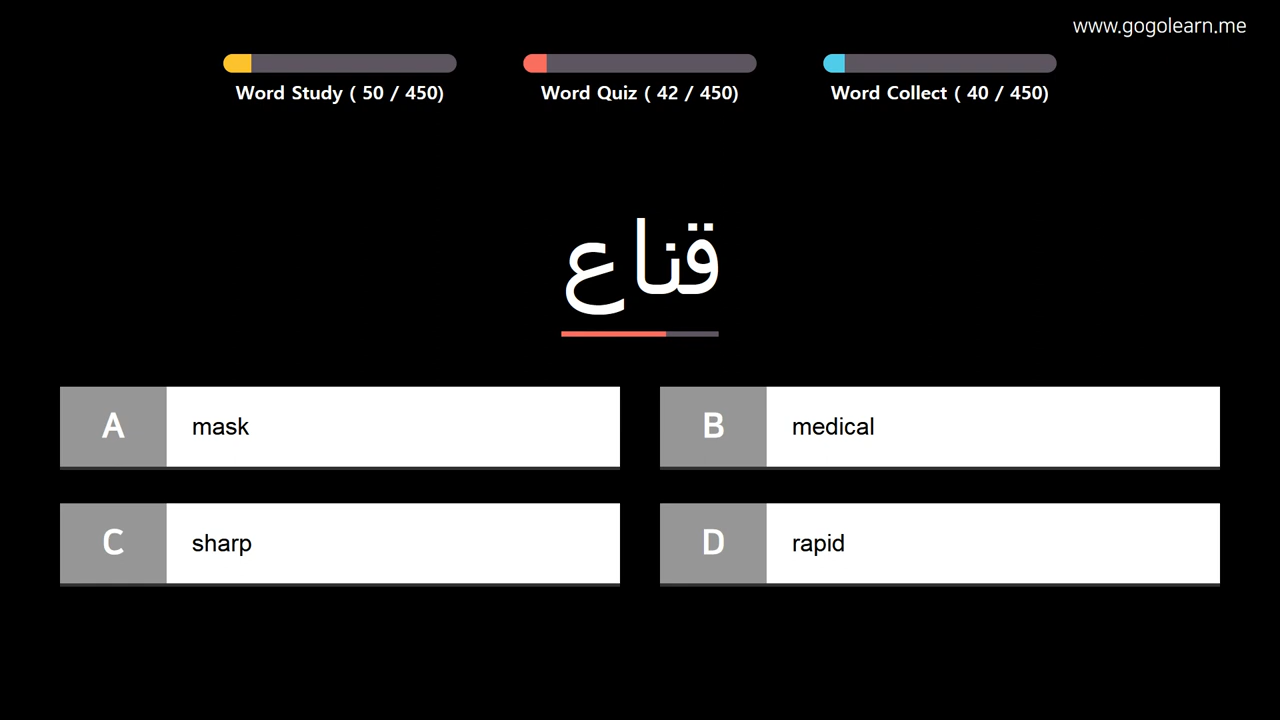 www.gogolearn.me
Word Study ( 50 / 450)
Word Quiz ( 42 / 450)
Word Collect ( 40 / 450)
قناع
A mask
B medical
C sharp
D rapid